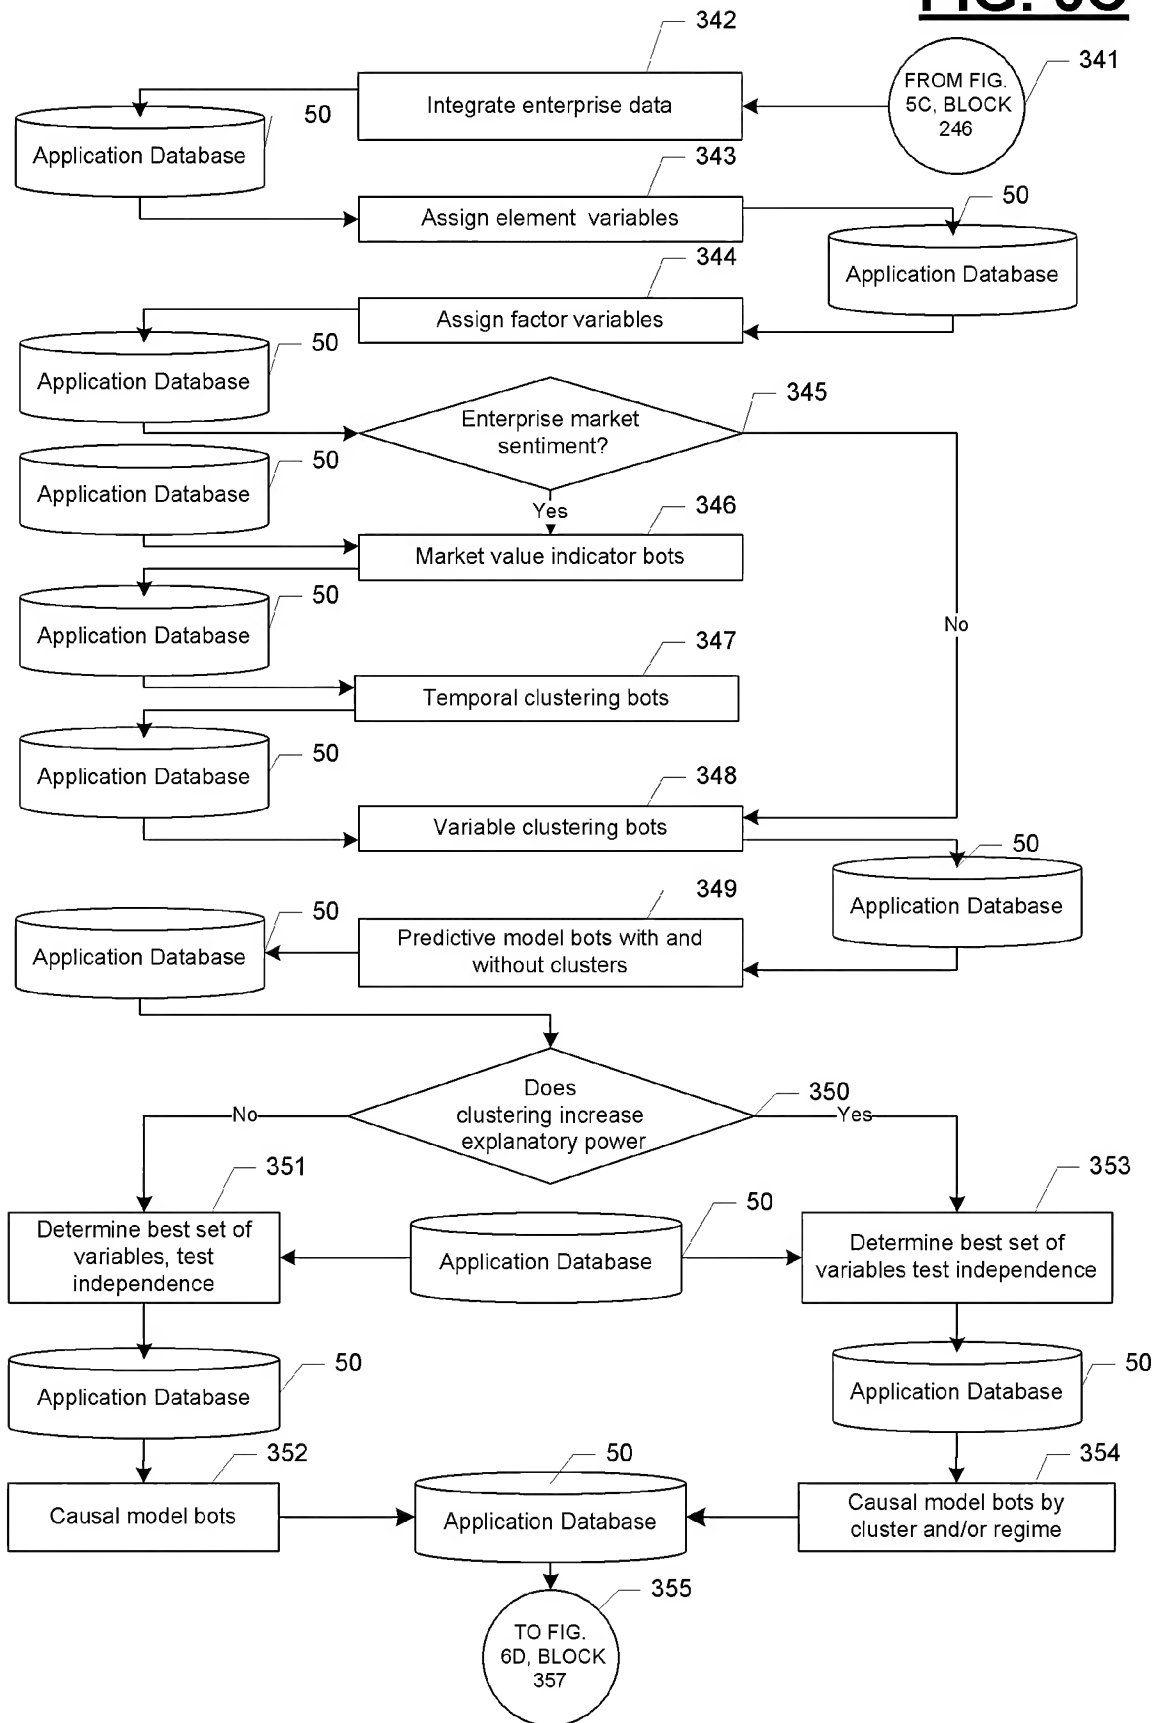 342
341
FROM FIG.
5C, BLOCK
246
Integrate enterprise data
50
Application Database
343
Assign element variables
50
Application Database
344
Assign factor variables
50
Application Database
345
Enterprise market
sentiment?
50
Application Database
Yes
346
Market value indicator bots
50
Application Database
No
347
Temporal clustering bots
50
Application Database
348
Variable clustering bots
50
Application Database
349
Predictive model bots with and
without clusters
50
Application Database
Does
clustering increase
explanatory power
350
No
Yes
351
Determine best set of
variables, test
independence
50
Application Database
353
Determine best set of
variables test independence
50
Application Database
50
Application Database
352
Causal model bots
50
Application Database
354
Causal model bots by
cluster and/or regime
355
TO FIG.
6D, BLOCK
357